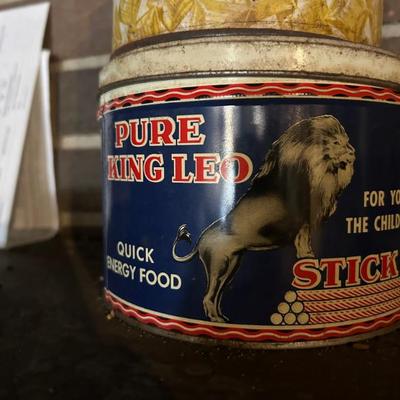 PURE
KING LEO
QUICK
ENERGY FOOD
FOR YO
THE CHILD
STICK